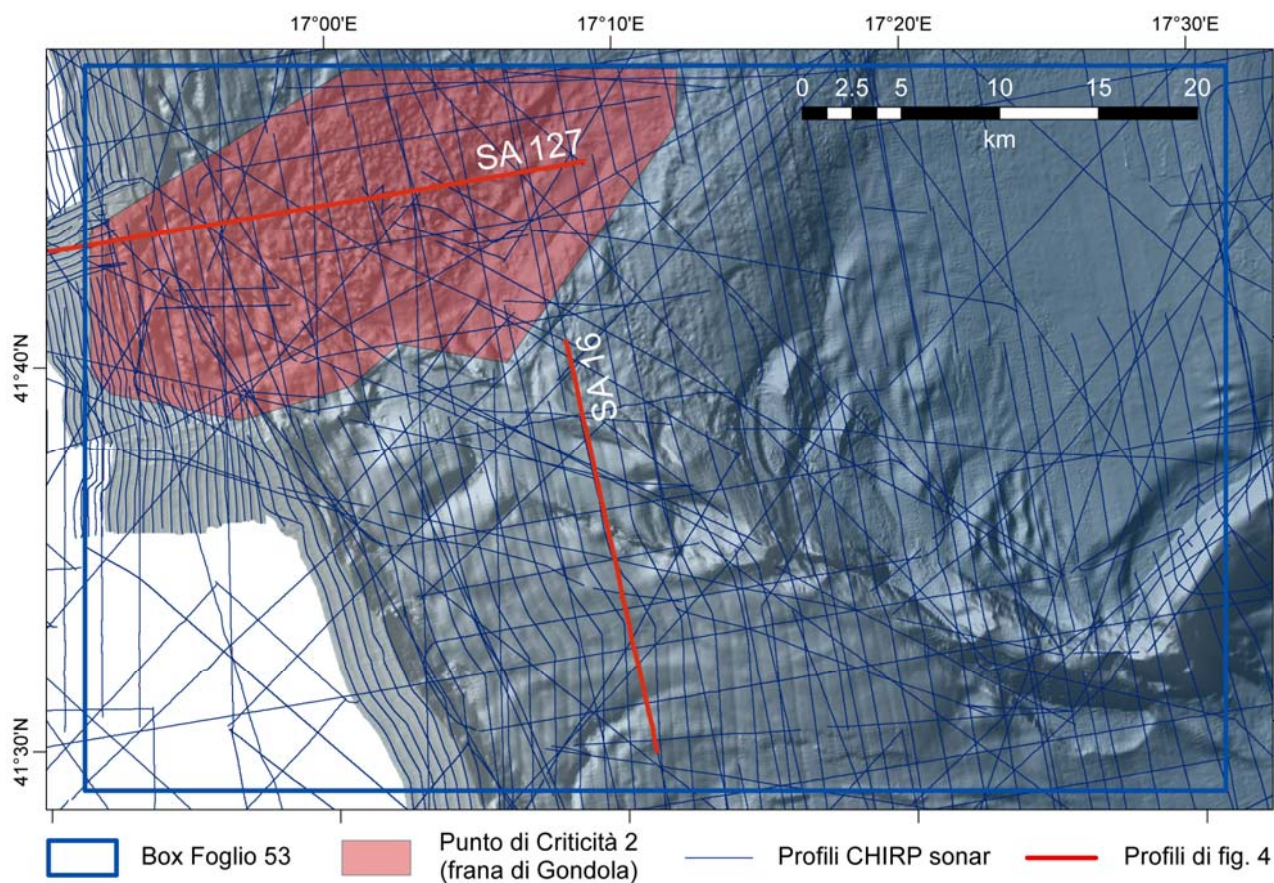 17°00'E 17°10'E 17°20'E 17°30'E
0 2.5 5 10 15 20
km
SA 127
41°40'N
SA 16
41°30'N
Box Foglio 53
Punto di Criticità 2
(frana di Gondola)
Profili CHIRP sonar
Profili di fig. 4